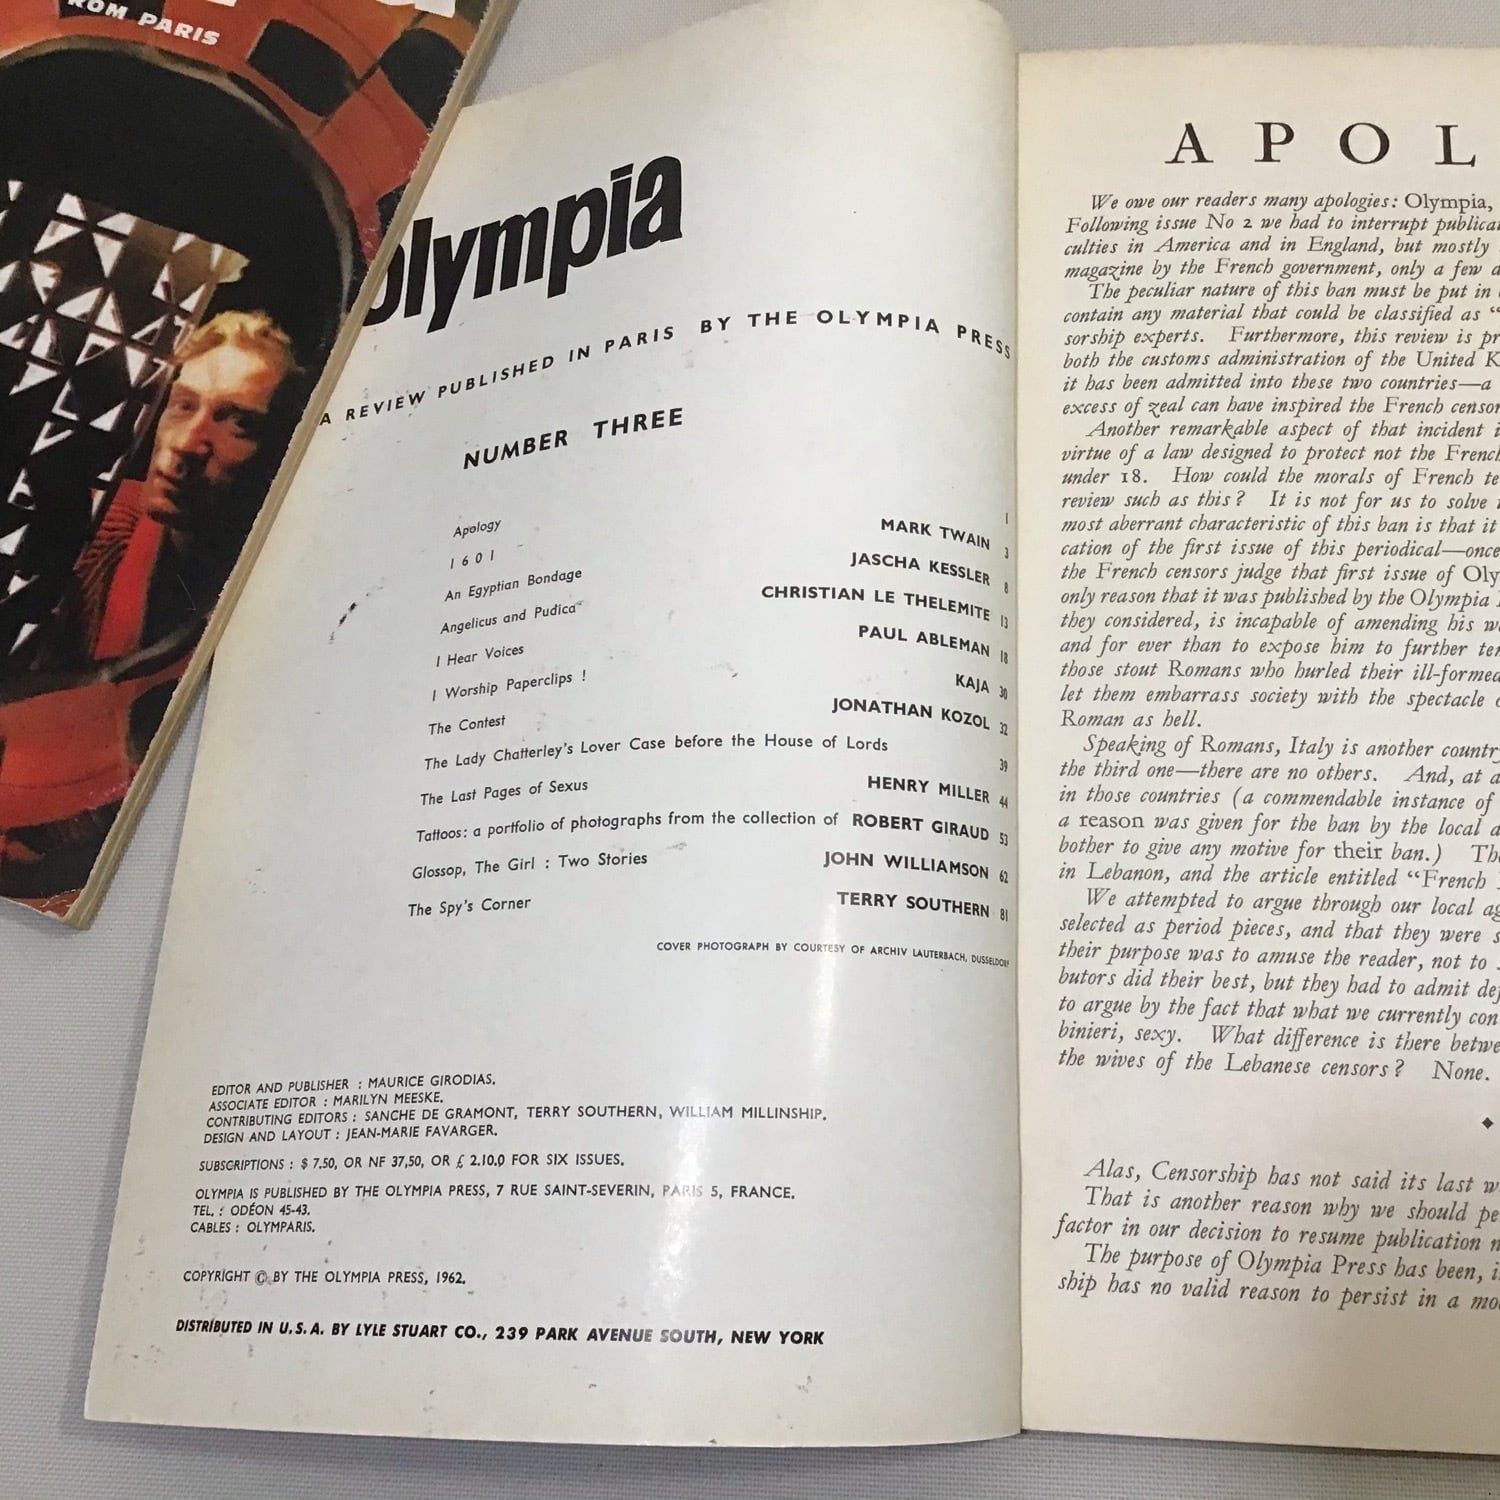 ROM PARIS
Olympia
A REVIEW PUBLISHED IN PARIS BY THE OLYMPIA PRESS
NUMBER THREE
Apology 1
1601 MARK TWAIN 3
An Egyptian Bondage JASCHA KESSLER 8
Angelicus and Pudica CHRISTIAN LE THELEMITE 13
I Hear Voices PAUL ABLEMAN 18
I Worship Paperclips ! KAJA 30
The Contest JONATHAN KOZOL 32
The Lady Chatterley's Lover Case before the House of Lords 39
The Last Pages of Sexus HENRY MILLER 44
Tattoos: a portfolio of photographs from the collection of ROBERT GIRAUD 53
Glossop, The Girl : Two Stories JOHN WILLIAMSON 62
The Spy's Corner TERRY SOUTHERN 81
COVER PHOTOGRAPH BY COURTESY OF ARCHIV LAUTERBACH, DUSSELDORF
EDITOR AND PUBLISHER : MAURICE GIRODIAS.
ASSOCIATE EDITOR : MARILYN MEESKE.
CONTRIBUTING EDITORS : SANCHE DE GRAMONT, TERRY SOUTHERN, WILLIAM MILLINSHIP.
DESIGN AND LAYOUT : JEAN-MARIE FAVARGER.
SUBSCRIPTIONS : $ 7.50, OR NF 37,50, OR £ 2.10.0 FOR SIX ISSUES.
OLYMPIA IS PUBLISHED BY THE OLYMPIA PRESS, 7 RUE SAINT-SEVERIN, PARIS 5, FRANCE.
TEL. : ODÉON 45-43.
CABLES : OLYMPARIS.
COPYRIGHT © BY THE OLYMPIA PRESS, 1962.
DISTRIBUTED IN U.S.A. BY LYLE STUART CO., 239 PARK AVENUE SOUTH, NEW YORK
APOL
We owe our readers many apologies: Olympia,
Following issue No 2 we had to interrupt publica
culties in America and in England, but mostly
magazine by the French government, only a few
The peculiar nature of this ban must be put in
contain any material that could be classified as "
sorship experts. Furthermore, this review is pr
both the customs administration of the United K
it has been admitted into these two countries—a
excess of zeal can have inspired the French censor
Another remarkable aspect of that incident i
virtue of a law designed to protect not the French
under 18. How could the morals of French te
review such as this? It is not for us to solve
most aberrant characteristic of this ban is that it
cation of the first issue of this periodical—once
the French censors judge that first issue of Oly
only reason that it was published by the Olympia
they considered, is incapable of amending his w
and for ever than to expose him to further ten
those stout Romans who hurled their ill-formed
let them embarrass society with the spectacle
Roman as hell.
Speaking of Romans, Italy is another country
the third one—there are no others. And, at a
in those countries (a commendable instance of
a reason was given for the ban by the local a
bother to give any motive for their ban.) Th
in Lebanon, and the article entitled "French
We attempted to argue through our local ag
selected as period pieces, and that they were s
their purpose was to amuse the reader, not to
butors did their best, but they had to admit def
to argue by the fact that what we currently con
binieri, sexy. What difference is there betwe
the wives of the Lebanese censors? None.
Alas, Censorship has not said its last w
That is another reason why we should pe
factor in our decision to resume publication n
The purpose of Olympia Press has been, i
ship has no valid reason to persist in a mo